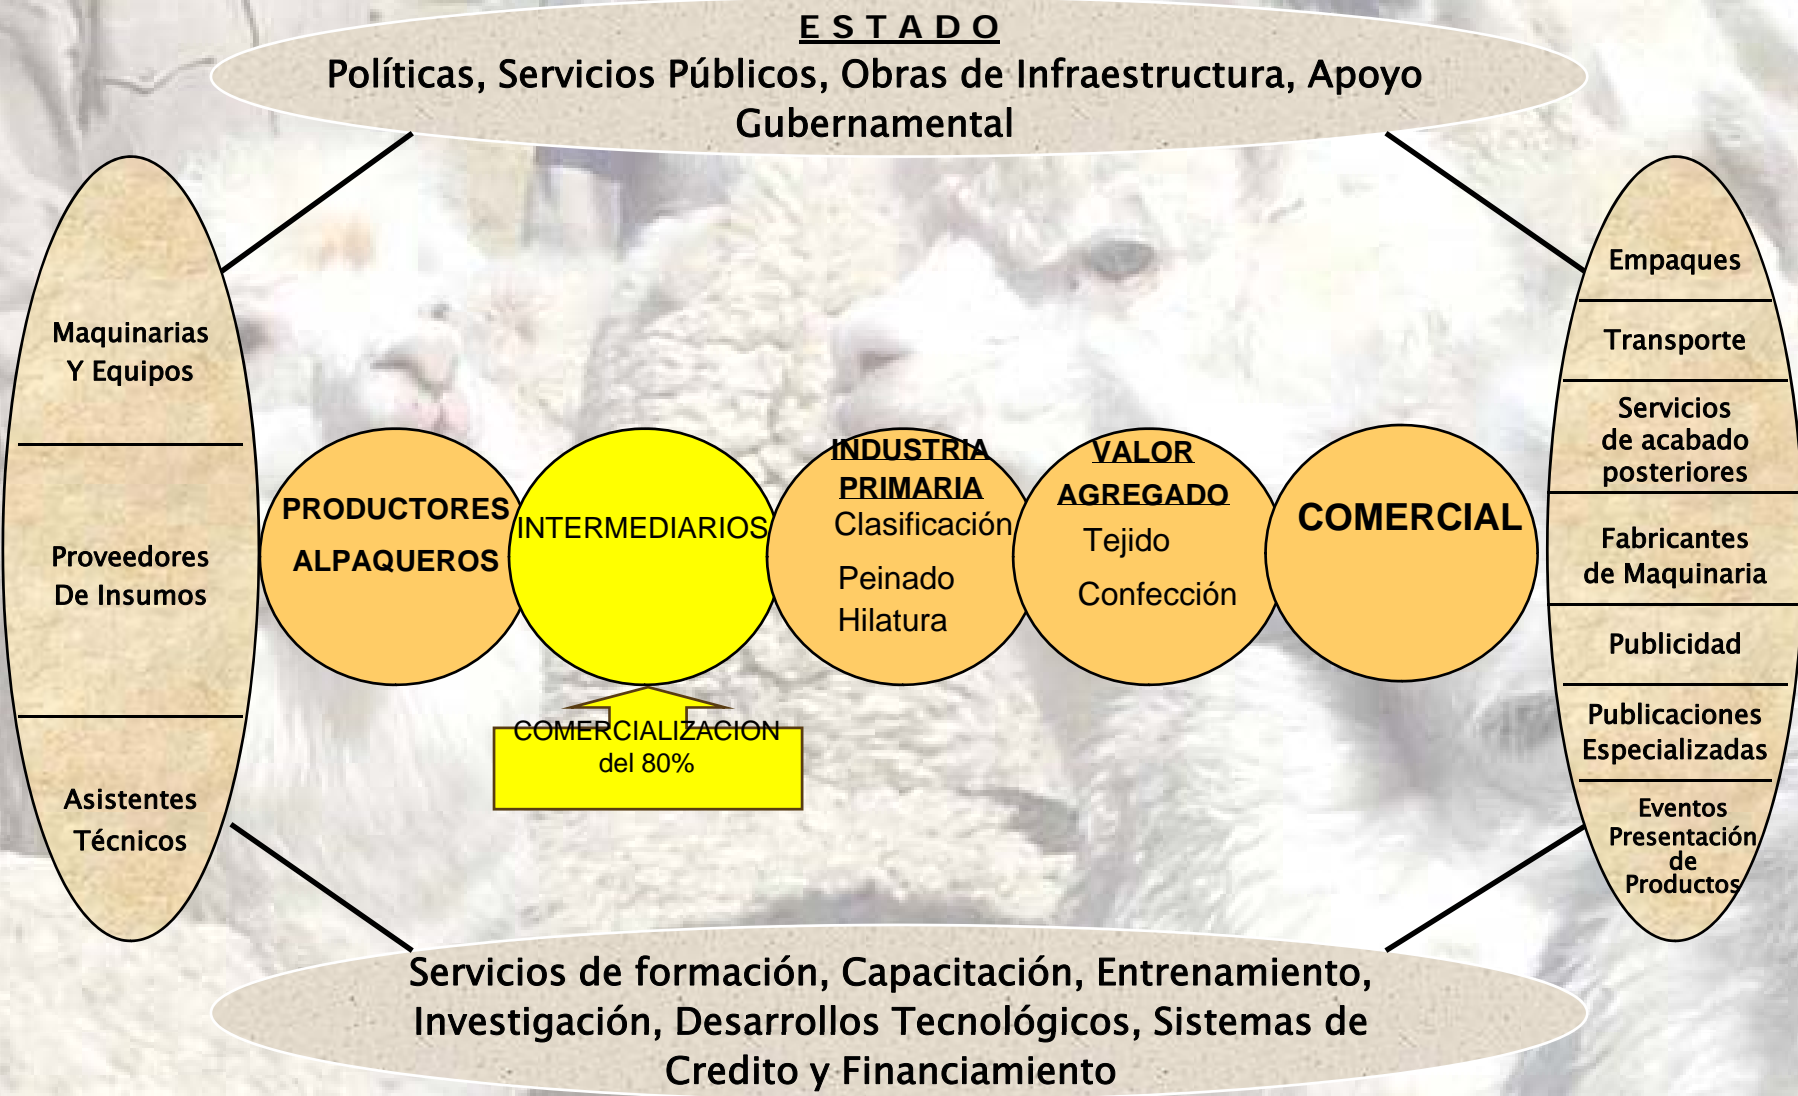 E S T A D O
Políticas, Servicios Públicos, Obras de Infraestructura, Apoyo
Gubernamental
Maquinarias
Y Equipos
Proveedores
De Insumos
Asistentes
Técnicos
PRODUCTORES
ALPAQUEROS
INTERMEDIARIOS
COMERCIALIZACION
del 80%
INDUSTRIA
PRIMARIA
Clasificación
Peinado
Hilatura
VALOR
AGREGADO
Tejido
Confección
COMERCIAL
Empaques
Transporte
Servicios
de acabado
posteriores
Fabricantes
de Maquinaria
Publicidad
Publicaciones
Especializadas
Eventos
Presentación
de
Productos
Servicios de formación, Capacitación, Entrenamiento,
Investigación, Desarrollos Tecnológicos, Sistemas de
Credito y Financiamiento